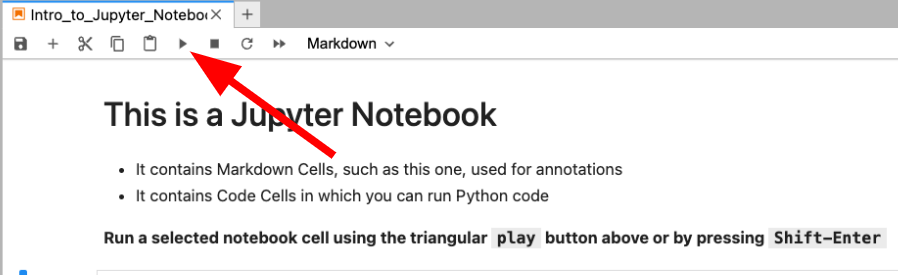 Intro_to_Jupyter_Notebo
Markdown
This is a Jupyter Notebook
It contains Markdown Cells, such as this one, used for annotations
It contains Code Cells in which you can run Python code
Run a selected notebook cell using the triangular play button above or by pressing Shift-Enter